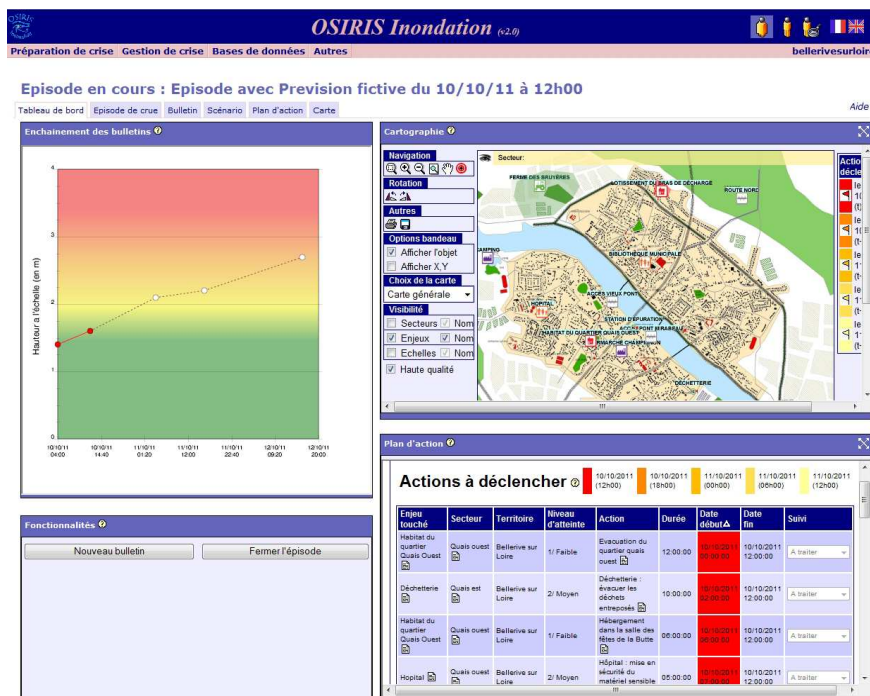 OSIRIS
OSIRIS Inondation (v2.0)
Préparation de crise Gestion de crise Bases de données Autres
bellerivesurloire
Episode en cours : Episode avec Prevision fictive du 10/10/11 à 12h00
Tableau de bord Episode de crue Bulletin Scénario Plan d'action Carte
Aide
Enchainement des bulletins
Hauteur a l'échelle (en m)
4
3
2
1
0
10/10/11 10/10/11 11/10/11 11/10/11 11/10/11 12/10/11 12/10/11
04:00 14:40 01:20 12:00 22:40 09:20 20:00
Fonctionnalités
Nouveau bulletin Fermer l'épisode
Cartographie
Navigation
Rotation
Autres
Options bandeau
Afficher l'objet
Afficher X,Y
Choix de la carte
Carte générale
Visibilité
Secteurs Nom
Enjeux Nom
Echelles Nom
Haute qualité
Secteur:
FERME DES BRUYERES
LOTISSEMENT DU BRAS DE DECHARGE
ROUTE NORD
CAMPING
BIBLIOTHEQUE MUNICIPALE
ACCES VIEUX PONT
HOPITAL
STATION D'EPURATION
HABITAT DU QUARTIER QUAIS OUEST
ACCES PONT MIRABEAU
DECHETTERIE
Actio
décle
Plan d'action
Actions à déclencher
10/10/2011 10/10/2011 11/10/2011 11/10/2011 11/10/2011
(12h00) (18h00) (00h00) (06h00) (12h00)
Enjeu Niveau Date Date
touché Secteur Territoire d'atteinte Action Durée début fin Suivi
Habitat du
quartier
Quais Ouest
Quais ouest
Bellerive sur
Loire
1/ Faible
Evacuation du
quartier quais
ouest
12:00:00
10/10/2011
00:00:00
10/10/2011
12:00:00
A traiter
Déchetterie
Quais est
Bellerive sur
Loire
2/ Moyen
Déchetterie :
évacuer les
déchets
entreposés
10:00:00
10/10/2011
02:00:00
10/10/2011
12:00:00
A traiter
Habitat du
quartier
Quais Ouest
Quais ouest
Bellerive sur
Loire
1/ Faible
Hébergement
dans la salle des
fêtes de la Butte
06:00:00
10/10/2011
06:00:00
10/10/2011
12:00:00
A traiter
Hopital
Quais ouest
Bellerive sur
Loire
2/ Moyen
Hôpital : mise en
sécurité du
matériel sensible
05:00:00
10/10/2011
07:00:00
10/10/2011
12:00:00
A traiter